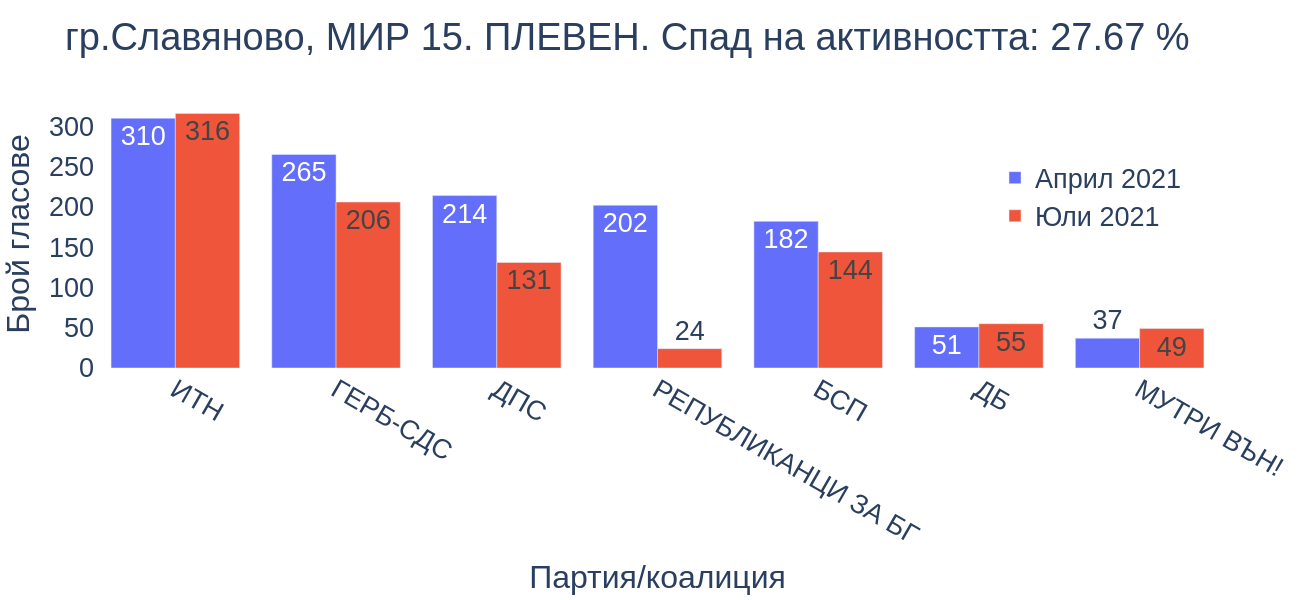 гр.Славяново, МИР 15. ПЛЕВЕН. Спад на активността: 27.67 %
Брой гласове
300
250
200
150
100
50
0
310
316
265
206
214
131
202
24
182
144
51
55
37
49
Април 2021
Юли 2021
ИТН
ГЕРБ-СДС
ДПС
РЕПУБЛИКАНЦИ ЗА БГ
БСП
ДБ
МУТРИ ВЪН!
Партия/коалиция